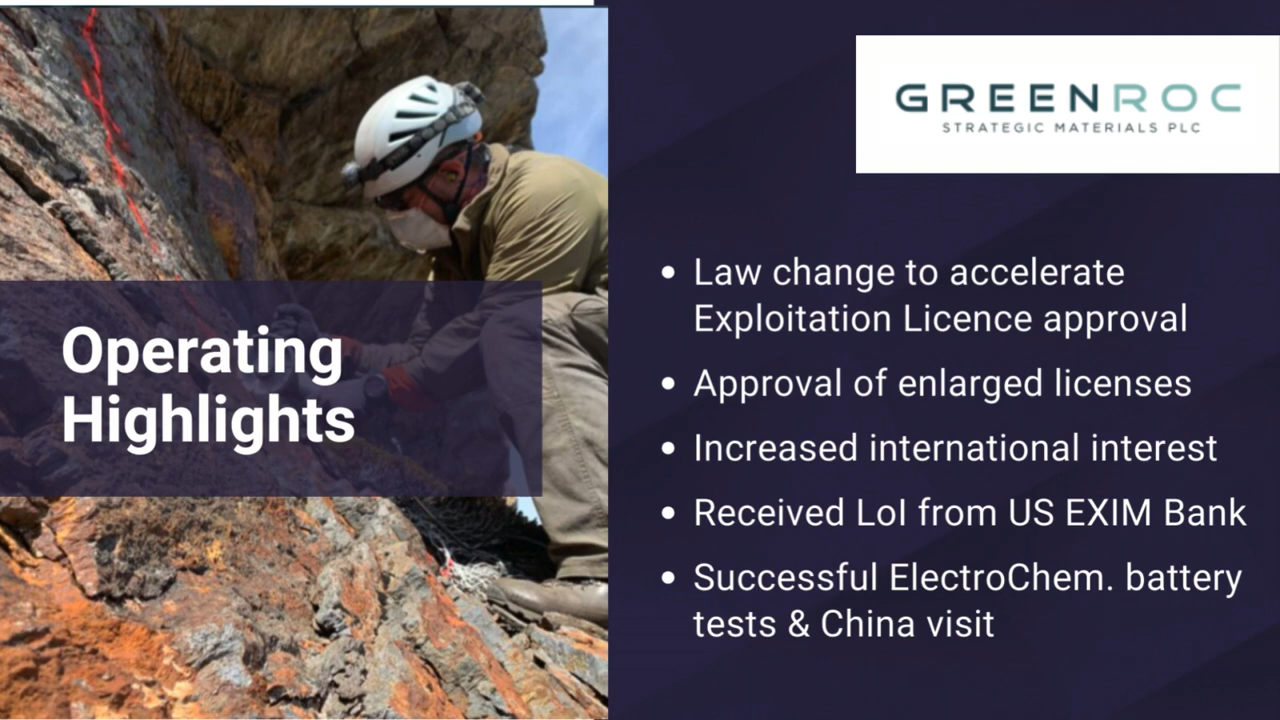 GREENROC
STRATEGIC MATERIALS PLC
Operating
Highlights
• Law change to accelerate
Exploitation Licence approval
• Approval of enlarged licenses
• Increased international interest
• Received LoI from US EXIM Bank
• Successful ElectroChem. battery
tests & China visit